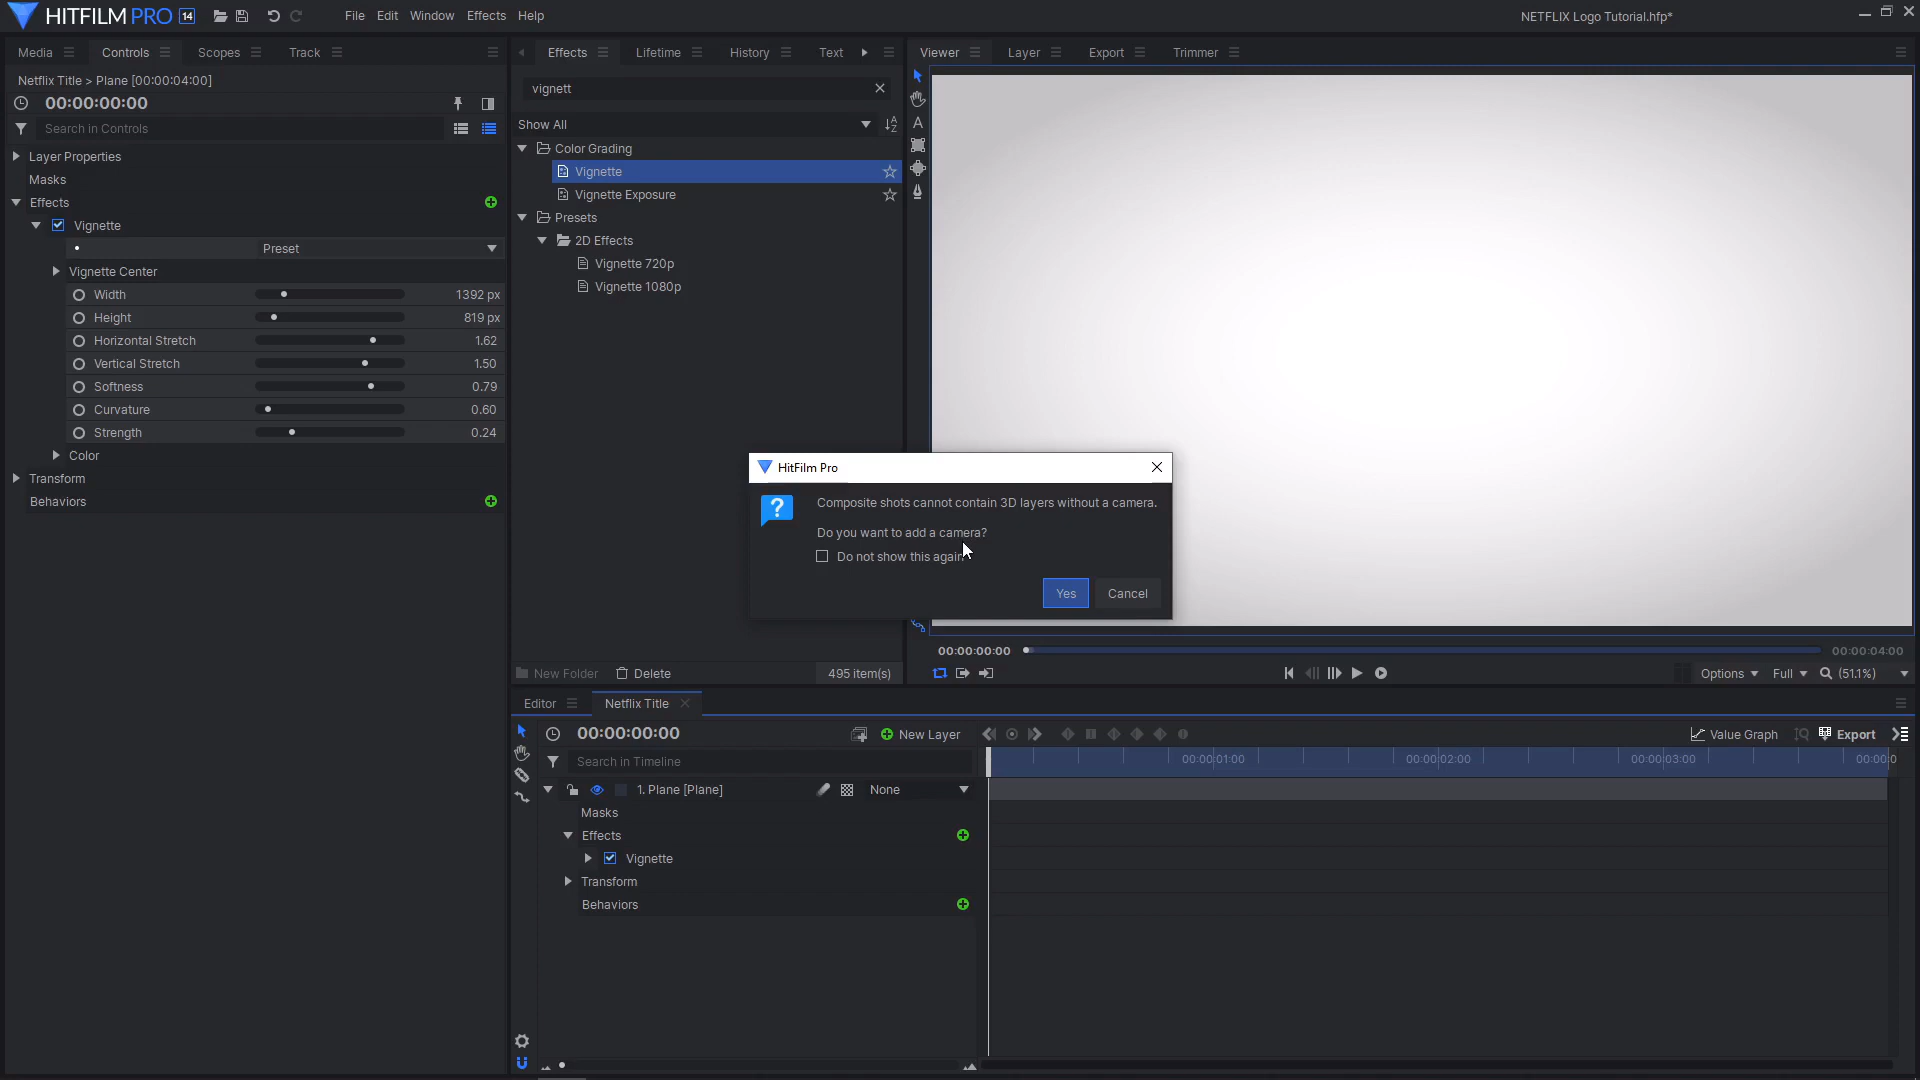 HITFILM PRO 14
File Edit Window Effects Help
NETFLIX Logo Tutorial.hfp*
Media Controls Scopes Track
Effects Lifetime History Text
Viewer Layer Export Trimmer
Netflix Title > Plane [00:00:04:00]
00:00:00:00
Search in Controls
Layer Properties
Masks
Effects
Vignette
Preset
Vignette Center
Width 1392 px
Height 819 px
Horizontal Stretch 1.62
Vertical Stretch 1.50
Softness 0.79
Curvature 0.60
Strength 0.24
Color
Transform
Behaviors
vignett
Show All
Color Grading
Vignette
Vignette Exposure
Presets
2D Effects
Vignette 720p
Vignette 1080p
New Folder Delete 495 item(s)
HitFilm Pro
Composite shots cannot contain 3D layers without a camera.
Do you want to add a camera?
Do not show this again
Yes Cancel
00:00:00:00 00:00:04:00
Options Full (51.1%)
Editor Netflix Title
00:00:00:00 New Layer Value Graph Export
Search in Timeline
00:00:01:00 00:00:02:00 00:00:03:00 00:00:0
1. Plane [Plane] None
Masks
Effects
Vignette
Transform
Behaviors